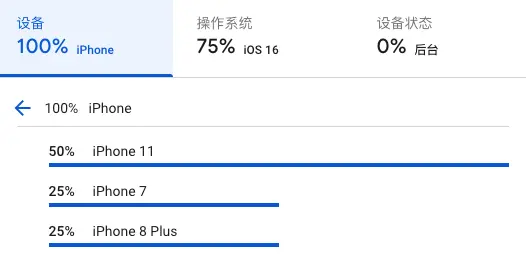 设备 操作系统 设备状态
100% iPhone 75% iOS 16 0% 后台
100% iPhone
50% iPhone 11
25% iPhone 7
25% iPhone 8 Plus